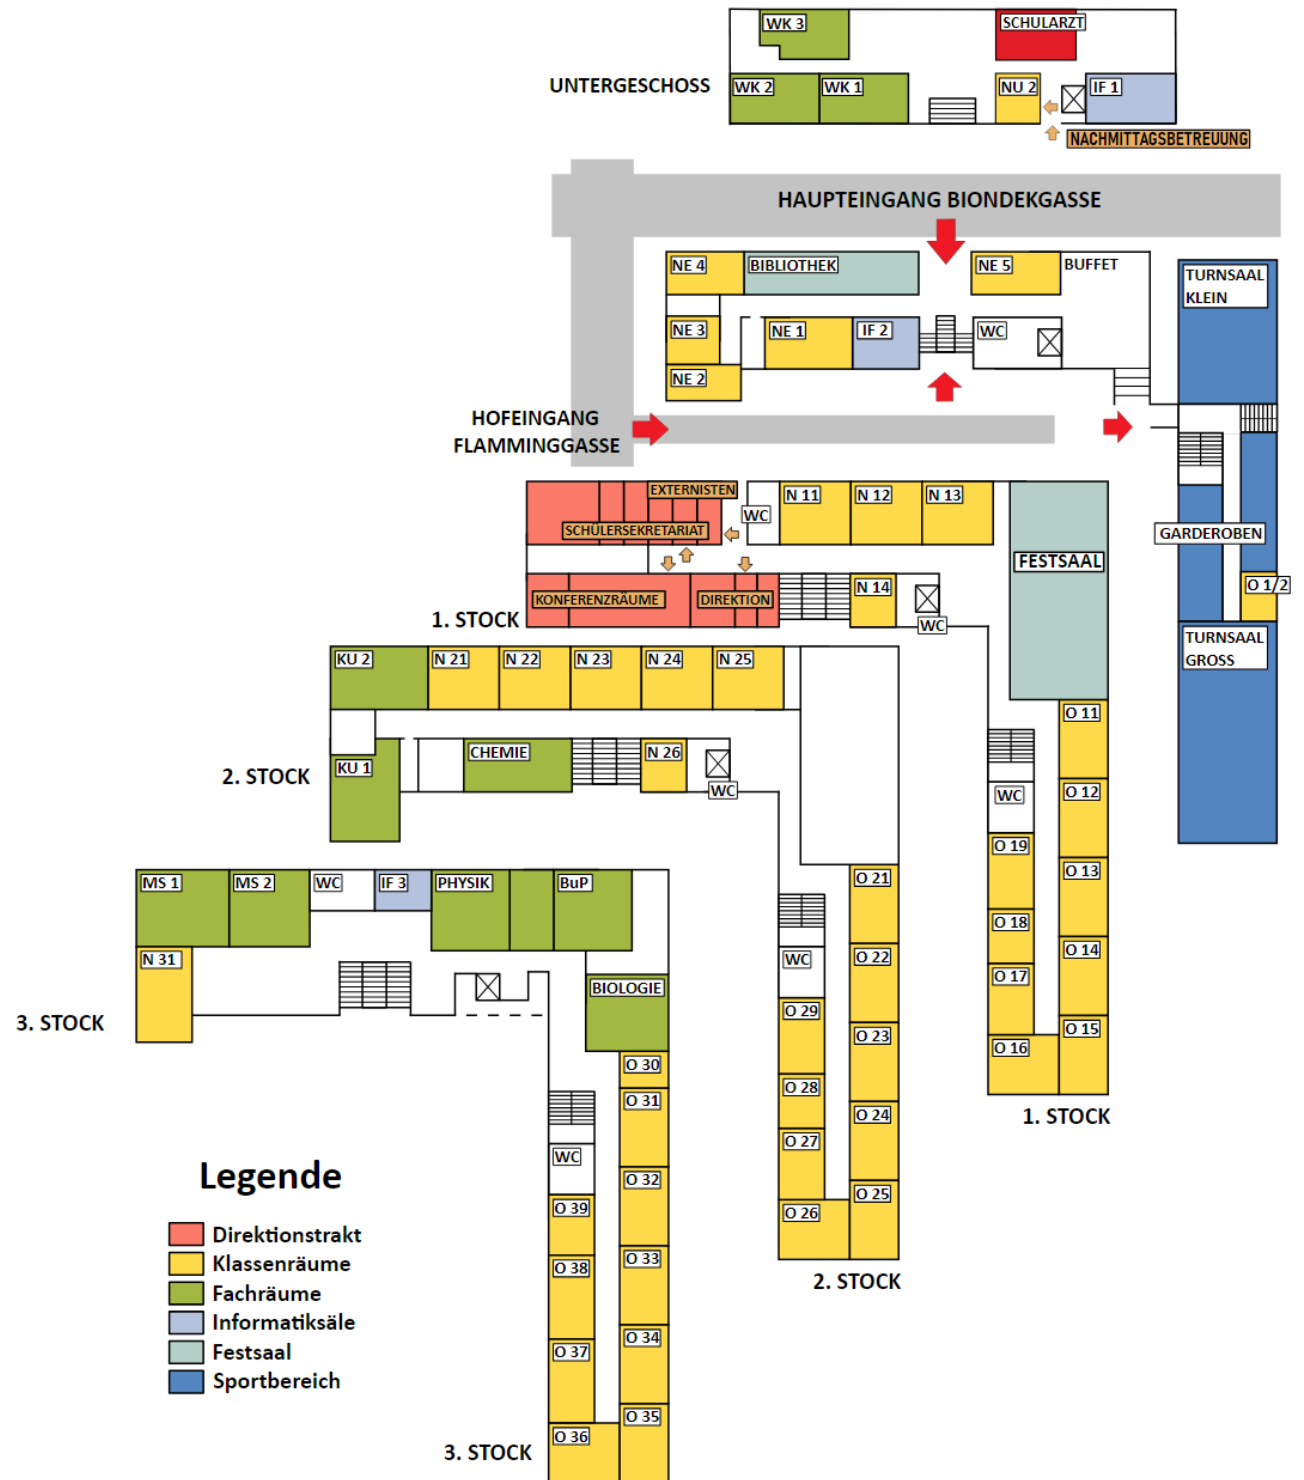 WK 3
SCHULARZT
UNTERGESCHOSS
WK 2
WK 1
NU 2
IF 1
NACHMITTAGSBETREUUNG
HAUPTEINGANG BIONDEKGASSE
NE 4
BIBLIOTHEK
NE 5
BUFFET
TURNSAAL
KLEIN
NE 3
NE 1
IF 2
WC
NE 2
HOFEINGANG
FLAMMINGGASSE
EXTERNISTEN
SCHÜLERSEKRETARIAT
WC
N 11
N 12
N 13
GARDEROBEN
FESTSAAL
KONFERENZRÄUME
DIREKTION
N 14
O 1/2
1. STOCK
WC
TURNSAAL
GROSS
KU 2
N 21
N 22
N 23
N 24
N 25
O 11
2. STOCK
KU 1
CHEMIE
N 26
WC
WC
O 12
O 19
O 13
MS 1
MS 2
WC
IF 3
PHYSIK
BuP
O 21
O 18
O 14
N 31
WC
O 22
O 17
BIOLOGIE
O 29
O 23
O 16
O 15
3. STOCK
O 30
O 28
O 24
1. STOCK
O 31
O 27
WC
O 32
O 26
O 25
O 39
O 33
2. STOCK
O 38
O 34
O 37
O 35
O 36
3. STOCK
Legende
Direktionstrakt
Klassenräume
Fachräume
Informatiksäle
Festsaal
Sportbereich